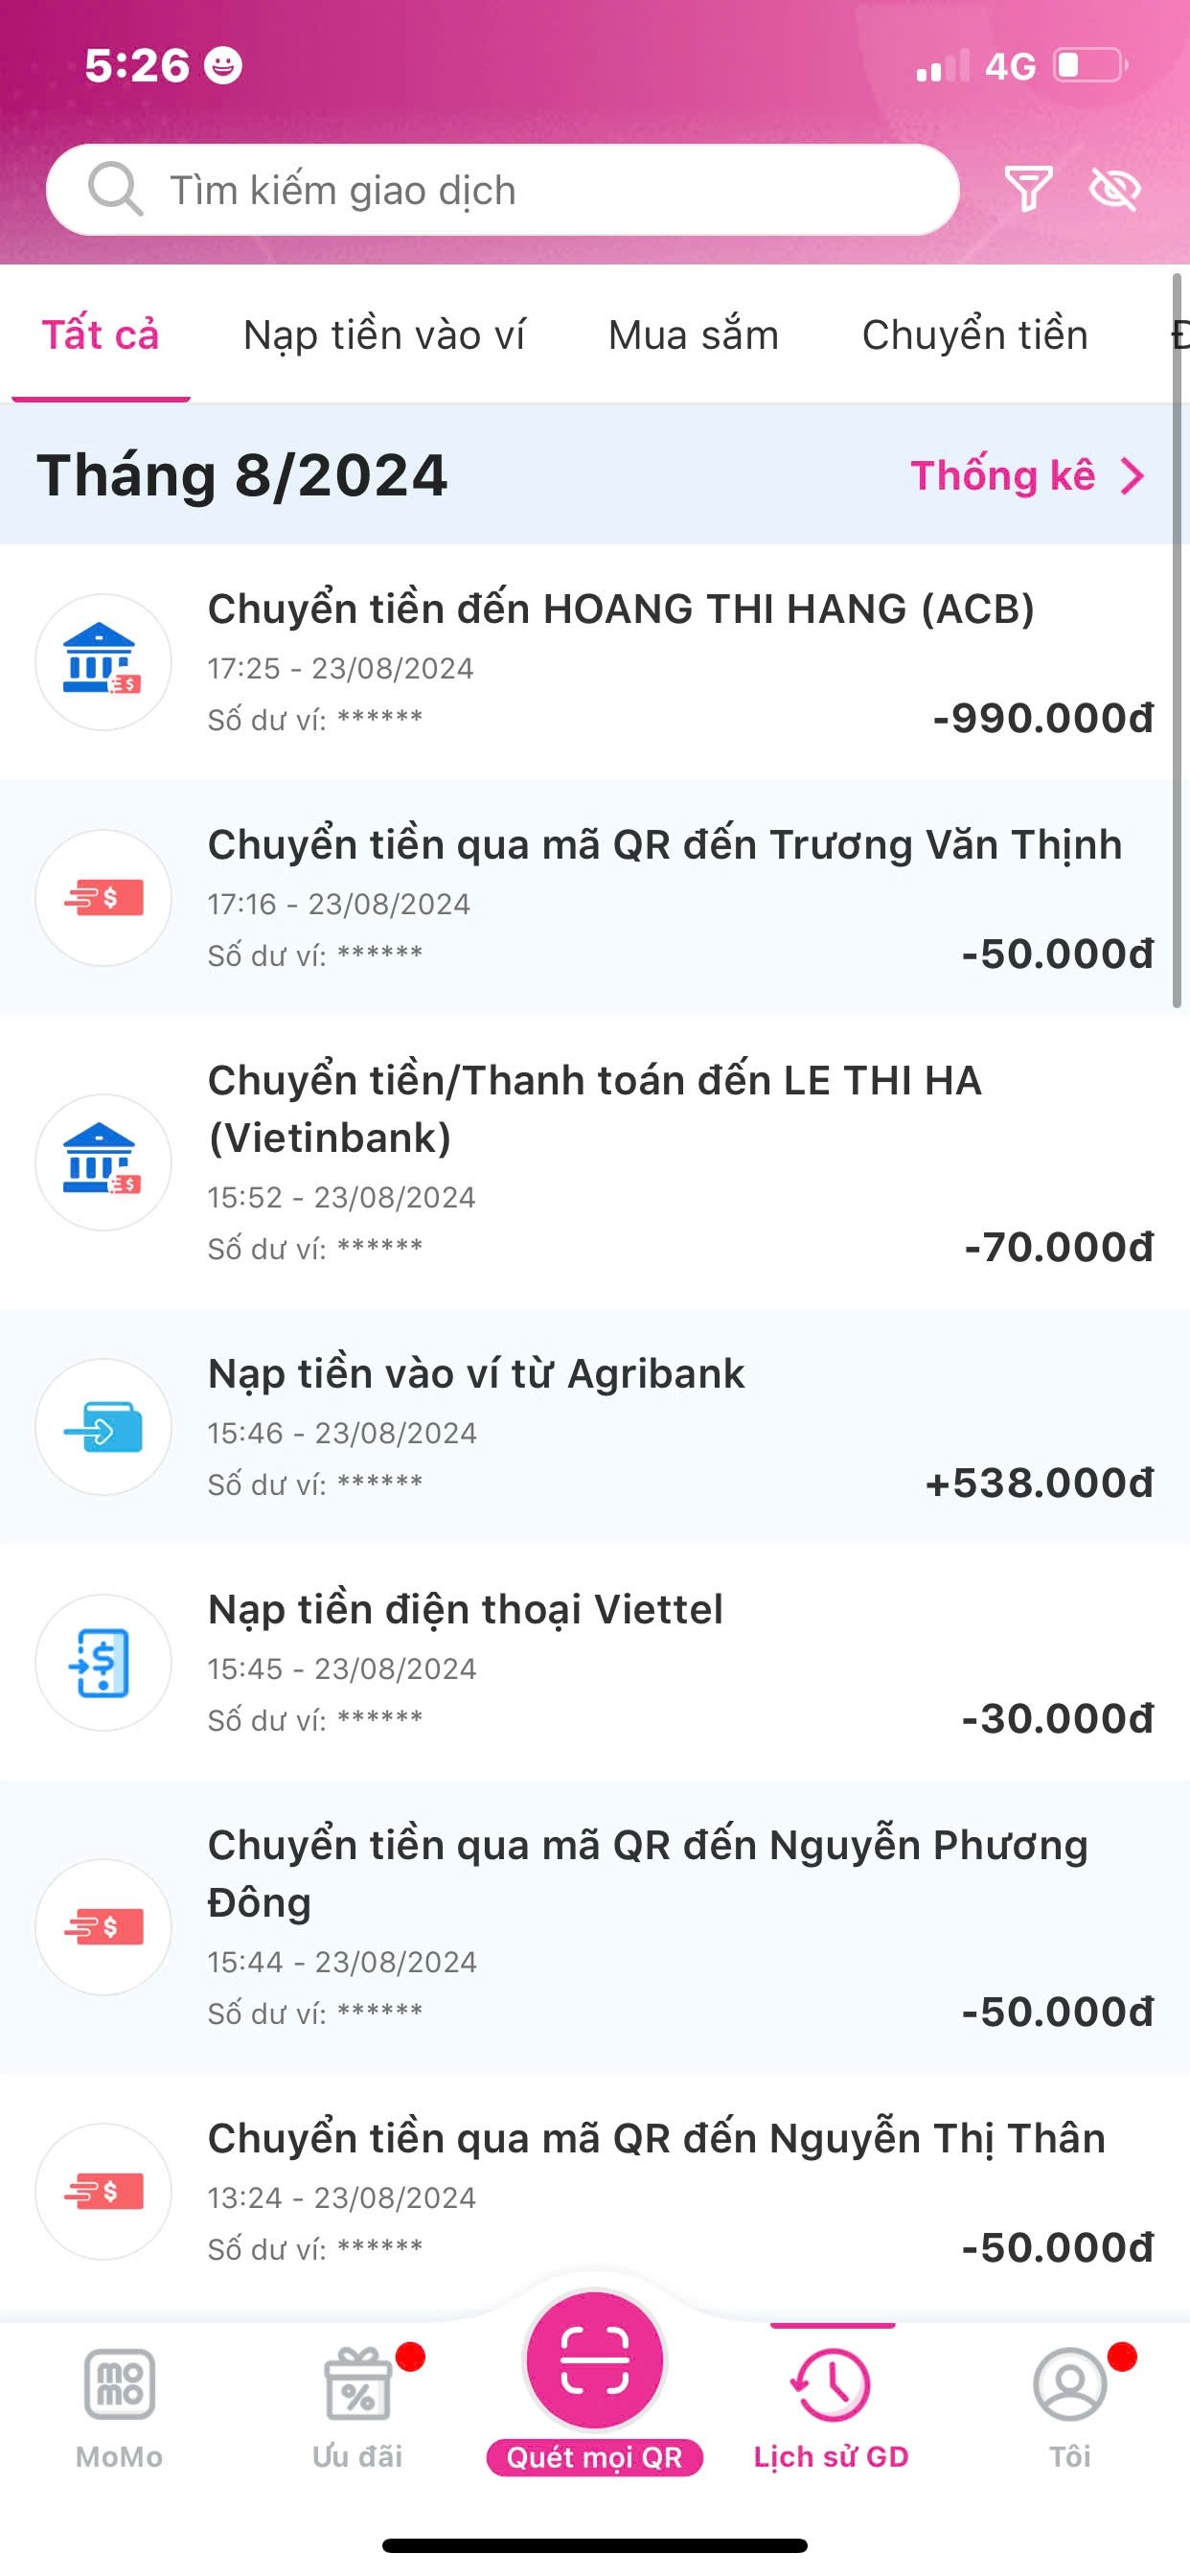 5:26
4G
Tìm kiếm giao dịch
Tất cả Nạp tiền vào ví Mua sắm Chuyển tiền Đ
Tháng 8/2024 Thống kê
Chuyển tiền đến HOANG THI HANG (ACB)
17:25 - 23/08/2024
Số dư ví: ****** -990.000đ
Chuyển tiền qua mã QR đến Trương Văn Thịnh
17:16 - 23/08/2024
Số dư ví: ****** -50.000đ
Chuyển tiền/Thanh toán đến LE THI HA
(Vietinbank)
15:52 - 23/08/2024
Số dư ví: ****** -70.000đ
Nạp tiền vào ví từ Agribank
15:46 - 23/08/2024
Số dư ví: ****** +538.000đ
Nạp tiền điện thoại Viettel
15:45 - 23/08/2024
Số dư ví: ****** -30.000đ
Chuyển tiền qua mã QR đến Nguyễn Phương
Đông
15:44 - 23/08/2024
Số dư ví: ****** -50.000đ
Chuyển tiền qua mã QR đến Nguyễn Thị Thân
13:24 - 23/08/2024
Số dư ví: ****** -50.000đ
mo
mo
MoMo Ưu đãi Quét mọi QR Lịch sử GD Tôi